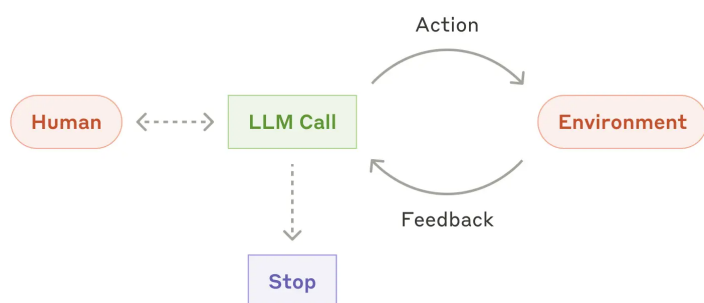 Action
Human
LLM Call
Environment
Feedback
Stop